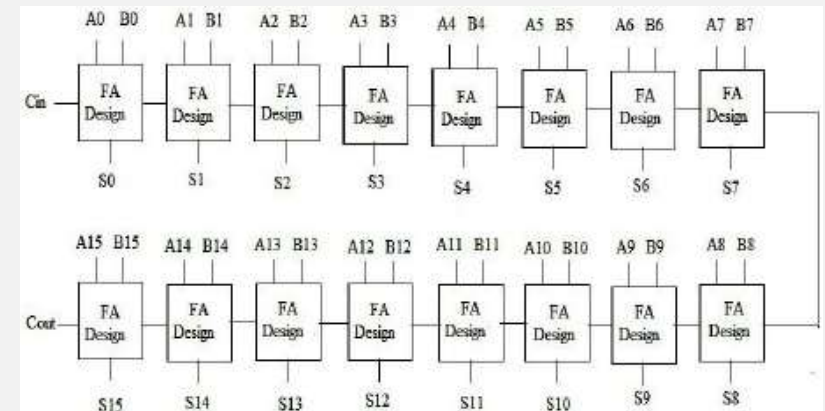 A0 B0 A1 B1 A2 B2 A3 B3 A4 B4 A5 B5 A6 B6 A7 B7
Cin FA FA FA FA FA FA FA FA
Design Design Design Design Design Design Design Design
S0 S1 S2 S3 S4 S5 S6 S7
A15 B15 A14 B14 A13 B13 A12 B12 A11 B11 A10 B10 A9 B9 A8 B8
Cout FA FA FA FA FA FA FA FA
Design Design Design Design Design Design Design Design
S15 S14 S13 S12 S11 S10 S9 S8